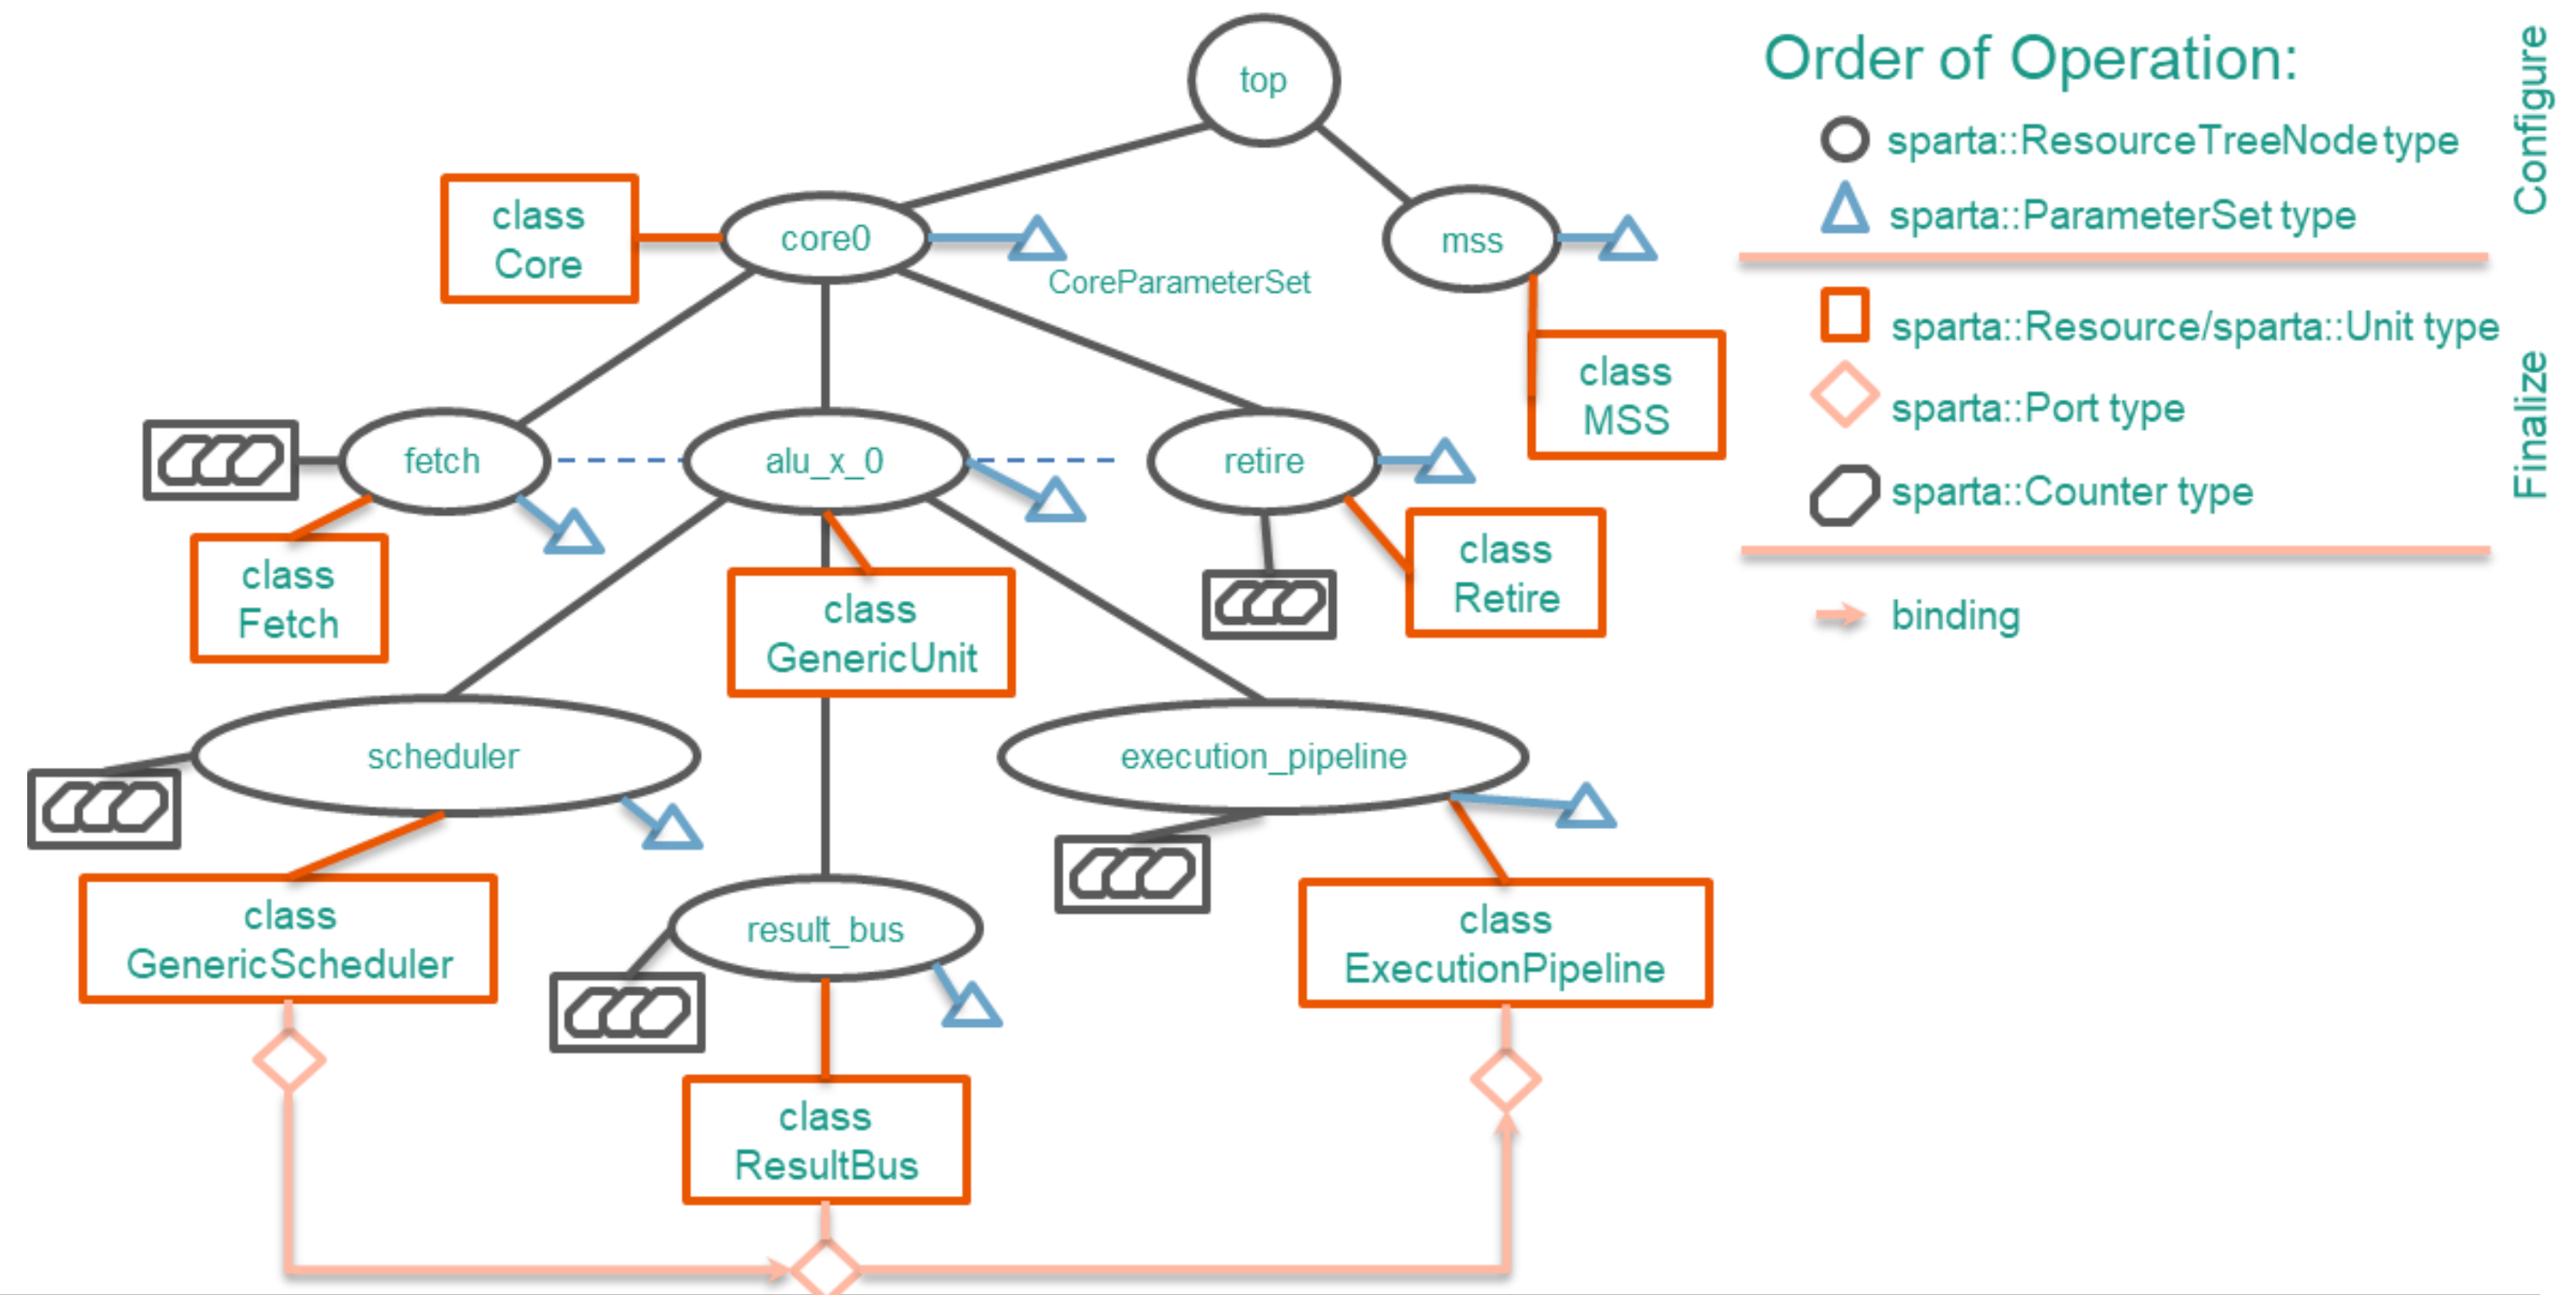 top
class
Core
core0
CoreParameterSet
mss
class
MSS
fetch
alu_x_0
retire
class
Fetch
class
GenericUnit
class
Retire
scheduler
execution_pipeline
class
GenericScheduler
result_bus
class
ExecutionPipeline
class
ResultBus
Order of Operation:
sparta::ResourceTreeNode type
sparta::ParameterSet type
Configure
sparta::Resource/sparta::Unit type
sparta::Port type
sparta::Counter type
Finalize
binding